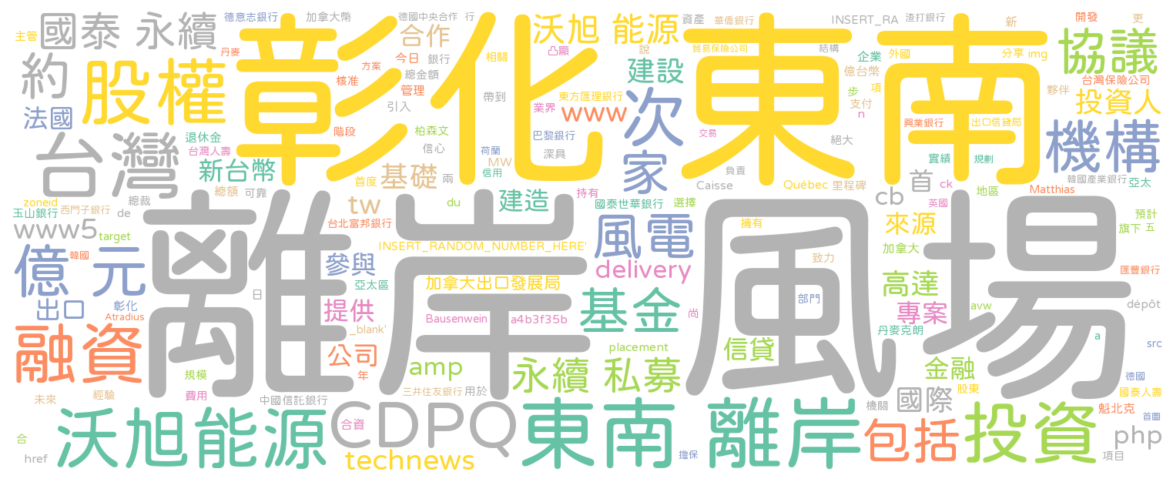 主管
國泰 永續
德意志銀行
加拿大幣
德國中央合作
行
合作
沃旭 能源
資產
華僑銀行
INSERT_RA
渣打銀行
新
開發
更
丹麥
約
股權
彰化
東南
方案
核准
今日
銀行
總金額
管理
引入
相關
凸顯
說
貿易保險公司
結構
建設
企業
外國
分享
img
協議
億台幣
步
項
支付
n
台灣保險公司
夥伴
投資人
法國
帶到
東方匯理銀行
業界
www
次
興業銀行
出口信貸局
機構
階段
柏森文
信心
巴黎銀行
深具
交易
絕大
台灣
退休金
台灣人壽
新台幣
總額
可靠
總裁
首度
基礎
兩
荷蘭
MW
信用
家
負責
Caisse
Québec
里程碑
首
實績
規劃
韓國產業銀行
亞太
地區
ck
英國
Matthias
cb
zoneid
玉山銀行
西門子銀行
de
www5
target
韓國
tw
台北富邦銀行
du
建造
持有
國泰世華銀行
選擇
擁有
來源
加拿大
預計
旗下
五
離岸
風場
INSERT_RANDOM_NUMBER_HERE'
風電
億 元
參與
亞太區
delivery
致力
高達
匯豐銀行
出口
彰化
Atradius
日
_blank'
提供
加拿大出口發展局
Bausenwein
a4b3f35b
尚
基金
部門
專案
avw
丹麥克朗
dépôt
a
src
融資
規模
費用
公司
年
amp
placement
信貸
永續
私募
金融
股東
德國
國泰人壽
未來
經驗
中國信託銀行
三井住友銀行
用於
機關
國際
魁北克
首圖
合
href
沃旭能源
合資
CDPQ
technews
東南
離岸
擔保
包括
投資
php
項目